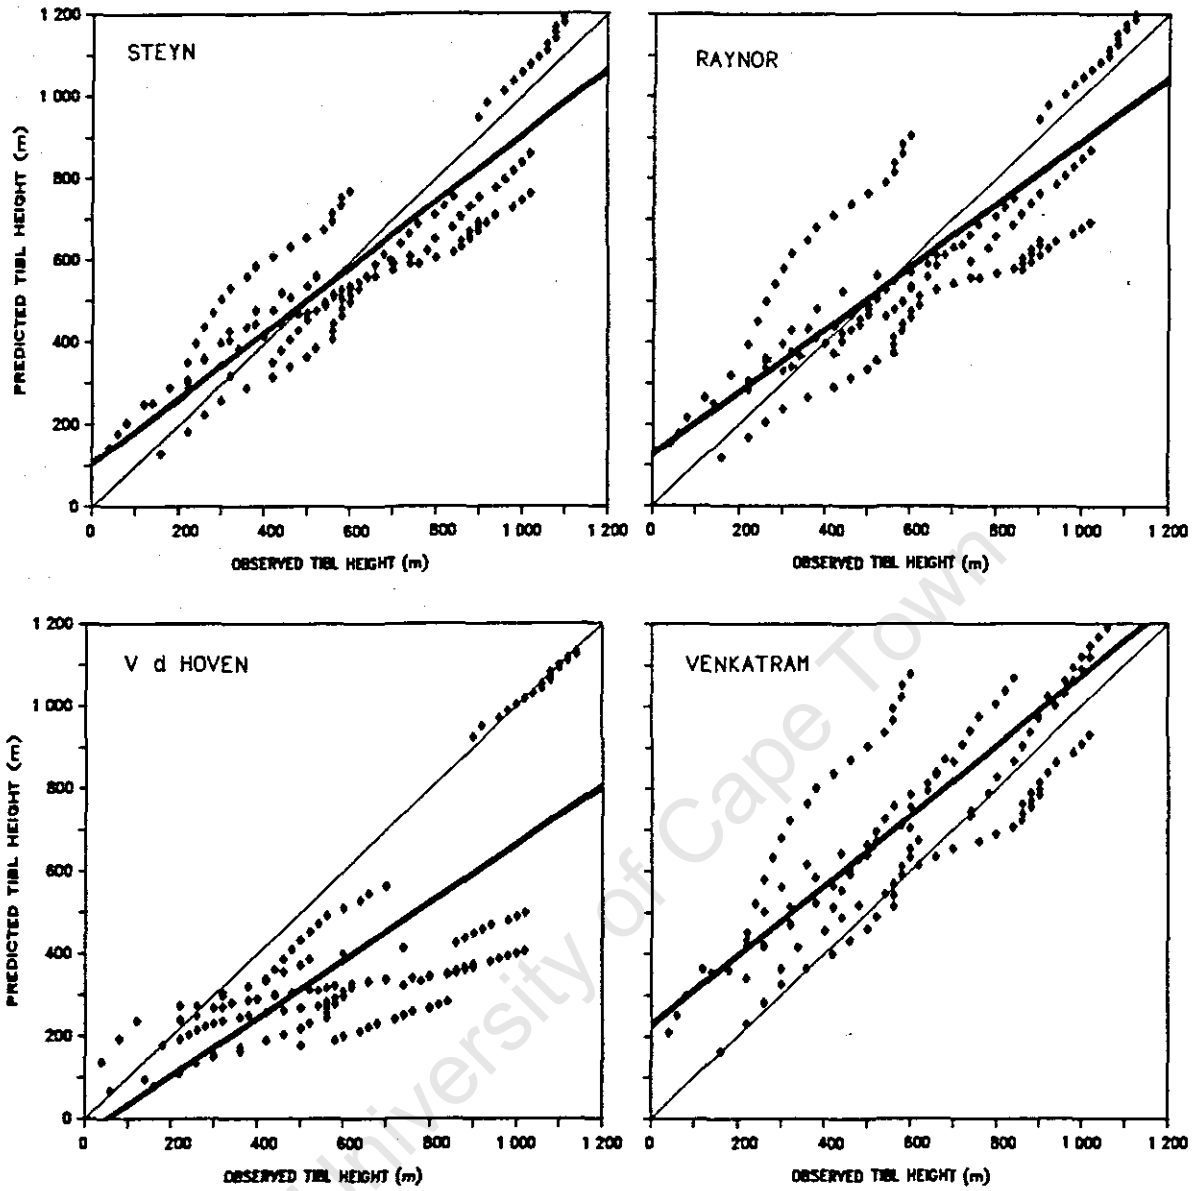 1 200
STEYN
1 000
800
600
400
200
0
PREDICTED TIBL HEIGHT (m)
0 200 400 600 800 1 000 1 200
OBSERVED TIBL HEIGHT (m)
RAYNOR
0 200 400 600 800 1 000 1 200
OBSERVED TIBL HEIGHT (m)
1 200
V d HOVEN
1 000
800
600
400
200
0
PREDICTED TIBL HEIGHT (m)
0 200 400 600 800 1 000 1 200
OBSERVED TIBL HEIGHT (m)
VENKATRAM
0 200 400 600 800 1 000 1 200
OBSERVED TIBL HEIGHT (m)
University of Cape Town